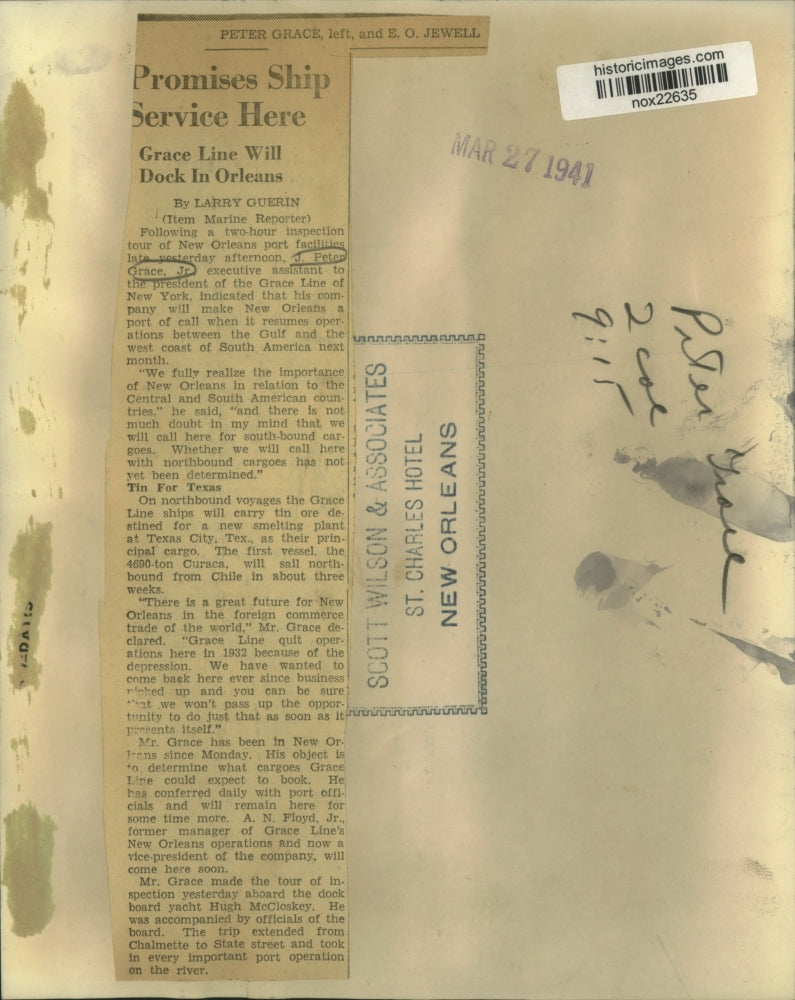 PETER GRACE, left, and E. O. JEWELL
Promises Ship
Service Here
Grace Line Will
Dock In Orleans
By LARRY GUERIN
(Item Marine Reporter)
Following a two-hour inspection
tour of New Orleans port facilities
late yesterday afternoon, J. Peter
Grace, Jr., executive assistant to
the president of the Grace Line of
New York, indicated that his com-
pany will make New Orleans a
port of call when it resumes oper-
ations between the Gulf and the
west coast of South America next
month.
"We fully realize the importance
of New Orleans in relation to the
Central and South American coun-
tries," he said, "and there is not
much doubt in my mind that we
will call here for south-bound car-
goes. Whether we will call here
with northbound cargoes has not
yet been determined."
Tin For Texas
On northbound voyages the Grace
Line ships will carry tin ore de-
stined for a new smelting plant
at Texas City, Tex., as their prin-
cipal cargo. The first vessel, the
4690-ton Curaca, will sail north-
bound from Chile in about three
weeks.
"There is a great future for New
Orleans in the foreign commerce
trade of the world," Mr. Grace de-
clared. "Grace Line quit oper-
ations here in 1932 because of the
depression. We have wanted to
come back here ever since business
picked up and you can be sure
that we won't pass up the oppor-
tunity to do just that as soon as it
presents itself."
Mr. Grace has been in New Or-
leans since Monday. His object is
to determine what cargoes Grace
Line could expect to book. He
has conferred daily with port offi-
cials and will remain here for
some time more. A. N. Floyd, Jr.,
former manager of Grace Line's
New Orleans operations and now a
vice-president of the company, will
come here soon.
Mr. Grace made the tour of in-
spection yesterday aboard the dock
board yacht Hugh McCloskey. He
was accompanied by officials of the
board. The trip extended from
Chalmette to State street and took
in every important port operation
on the river.
historicimages.com
nox22635
MAR 27 1941
SCOTT WILSON & ASSOCIATES
ST. CHARLES HOTEL
NEW ORLEANS
Peter Grace
2 col
9:15